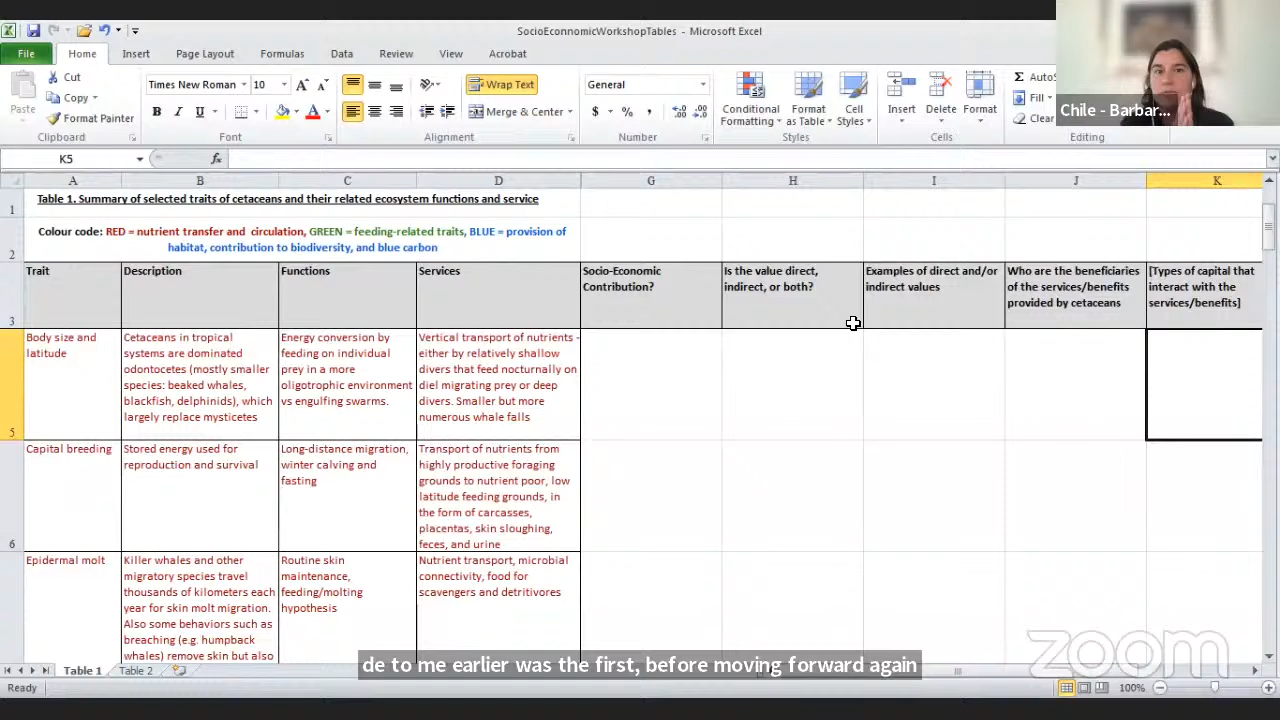 SocioEconnomicWorkshopTables - Microsoft Excel
File Home Insert Page Layout Formulas Data Review View Acrobat
Paste
Cut
Copy
Format Painter
Clipboard
Times New Roman 10
B I U
Font
Wrap Text
Merge & Center
Alignment
General
$ % ,
Number
Conditional Formatting
Format as Table
Cell Styles
Styles
Insert Delete Format
Cells
Fill
Editing
Chile - Barbar...
K5
fx
A B C D G H I J K
1
Table 1. Summary of selected traits of cetaceans and their related ecosystem functions and service
2
Colour code: RED = nutrient transfer and circulation, GREEN = feeding-related traits, BLUE = provision of
habitat, contribution to biodiversity, and blue carbon
3
Trait
Description
Functions
Services
Socio-Economic
Contribution?
Is the value direct,
indirect, or both?
Examples of direct and/or
indirect values
Who are the beneficiaries
of the services/benefits
provided by cetaceans
[Types of capital that
interact with the
services/benefits]
5
Body size and
latitude
Cetaceans in tropical
systems are dominated
odontocetes (mostly smaller
species: beaked whales,
blackfish, delphinids), which
largely replace mysticetes
Energy conversion by
feeding on individual
prey in a more
oligotrophic environment
vs engulfing swarms.
Vertical transport of nutrients -
either by relatively shallow
divers that feed nocturnally on
diel migrating prey or deep
divers. Smaller but more
numerous whale falls
6
Capital breeding
Stored energy used for
reproduction and survival
Long-distance migration,
winter calving and
fasting
Transport of nutrients from
highly productive foraging
grounds to nutrient poor, low
latitude feeding grounds, in
the form of carcasses,
placentas, skin sloughing,
feces, and urine
Epidermal molt
Killer whales and other
migratory species travel
thousands of kilometers each
year for skin molt migration.
Also some behaviors such as
breaching (e.g. humpback
whales) remove skin but also
Routine skin
maintenance,
feeding/molting
hypothesis
Nutrient transport, microbial
connectivity, food for
scavengers and detritivores
de to me earlier was the first, before moving forward again
zoom
Table 1 Table 2
Ready
100%